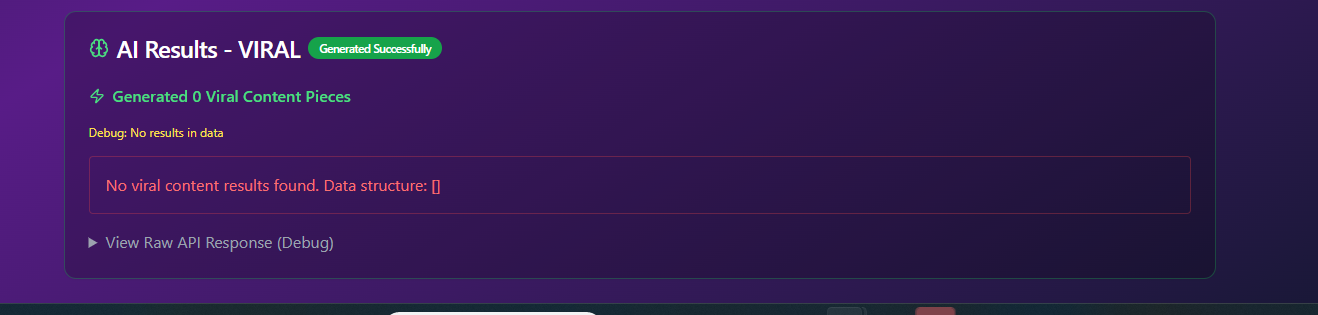 AI Results - VIRAL Generated Successfully
Generated 0 Viral Content Pieces
Debug: No results in data
No viral content results found. Data structure: []
View Raw API Response (Debug)